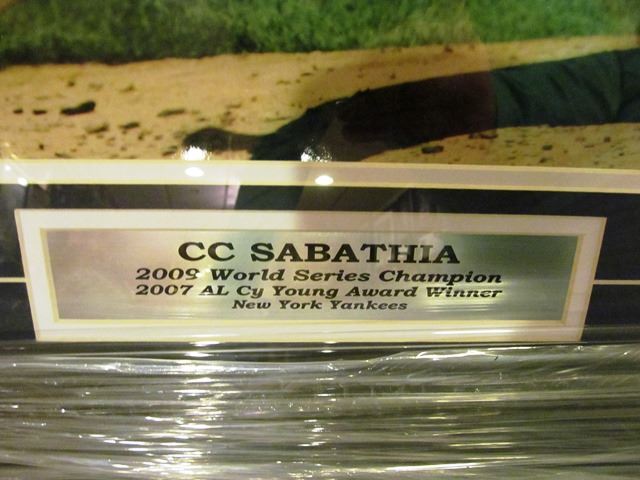 CC SABATHIA
2009 World Series Champion
2007 AL Cy Young Award Winner
New York Yankees